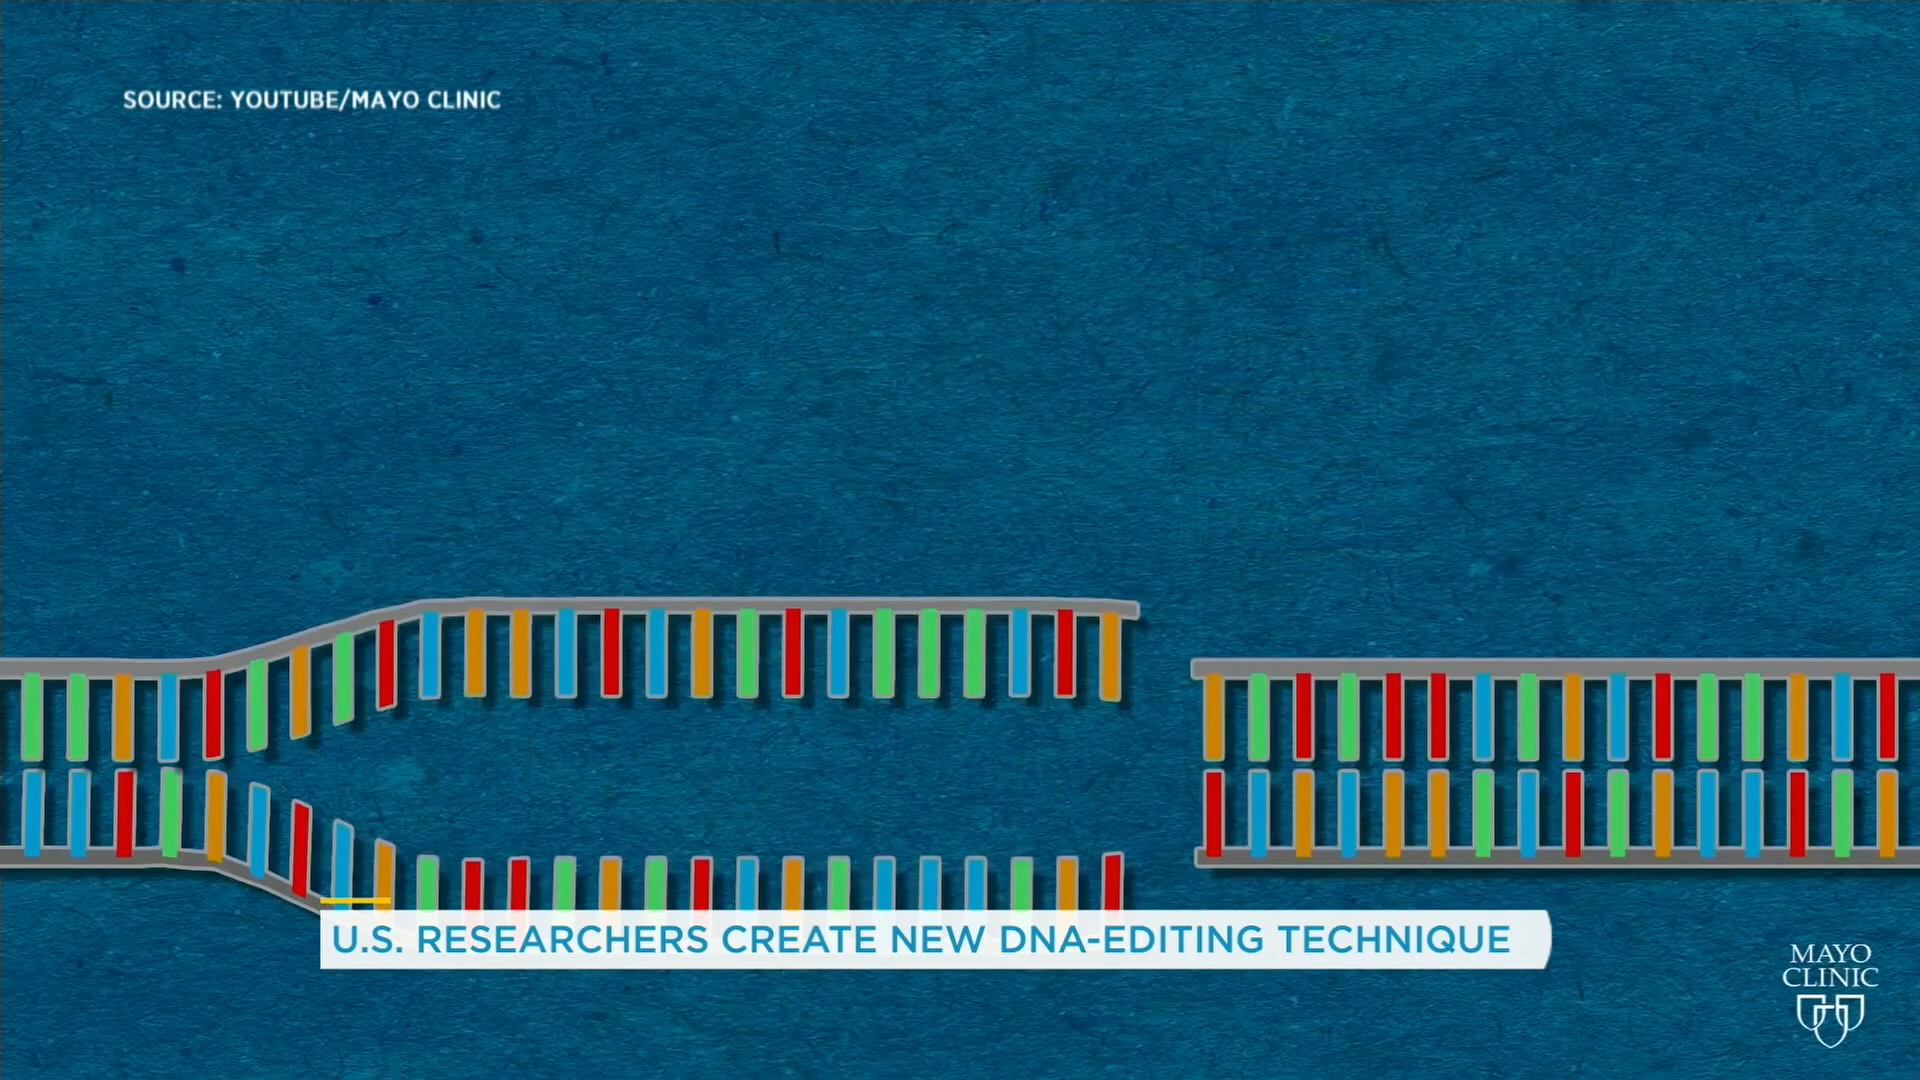 SOURCE: YOUTUBE/MAYO CLINIC
U.S. RESEARCHERS CREATE NEW DNA-EDITING TECHNIQUE
MAYO
CLINIC